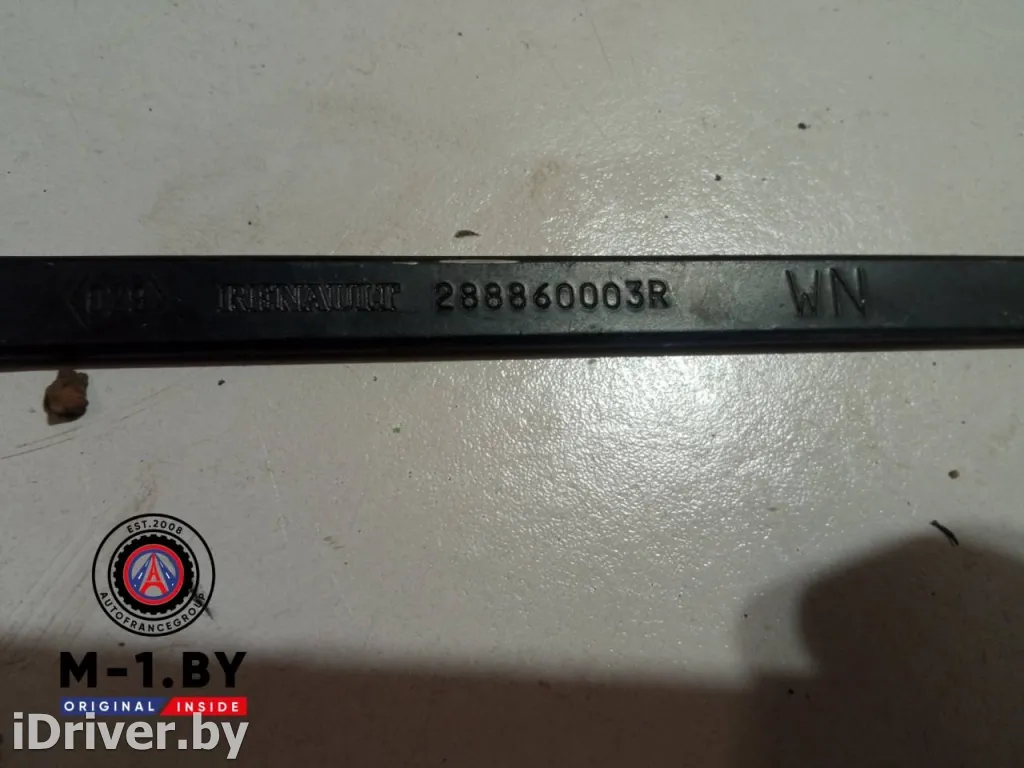 RENAULT 288860003R WN
EST.2008
AUTOFRANCEGROUP
M-1.BY
ORIGINAL INSIDE
iDriver.by